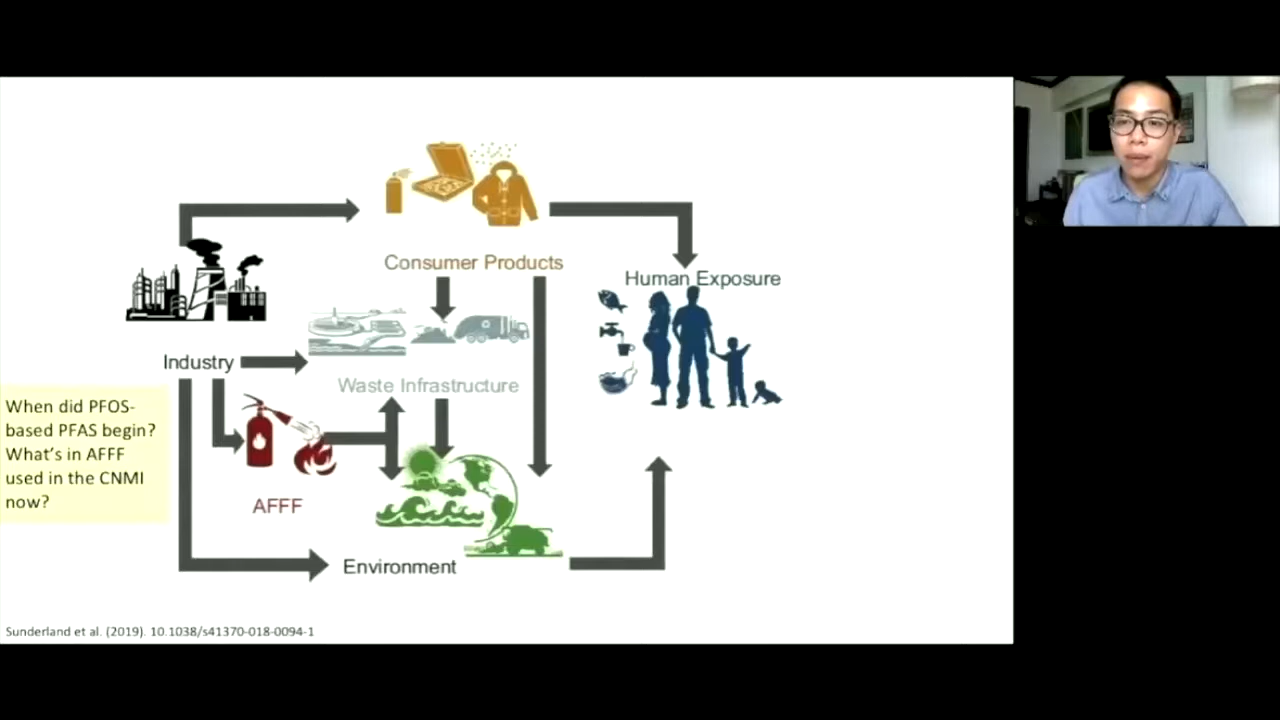 Consumer Products
Human Exposure
Industry
Waste Infrastructure
When did PFOS-
based PFAS begin?
What's in AFFF
used in the CNMI
now?
AFFF
Environment
Sunderland et al. (2019). 10.1038/s41370-018-0094-1